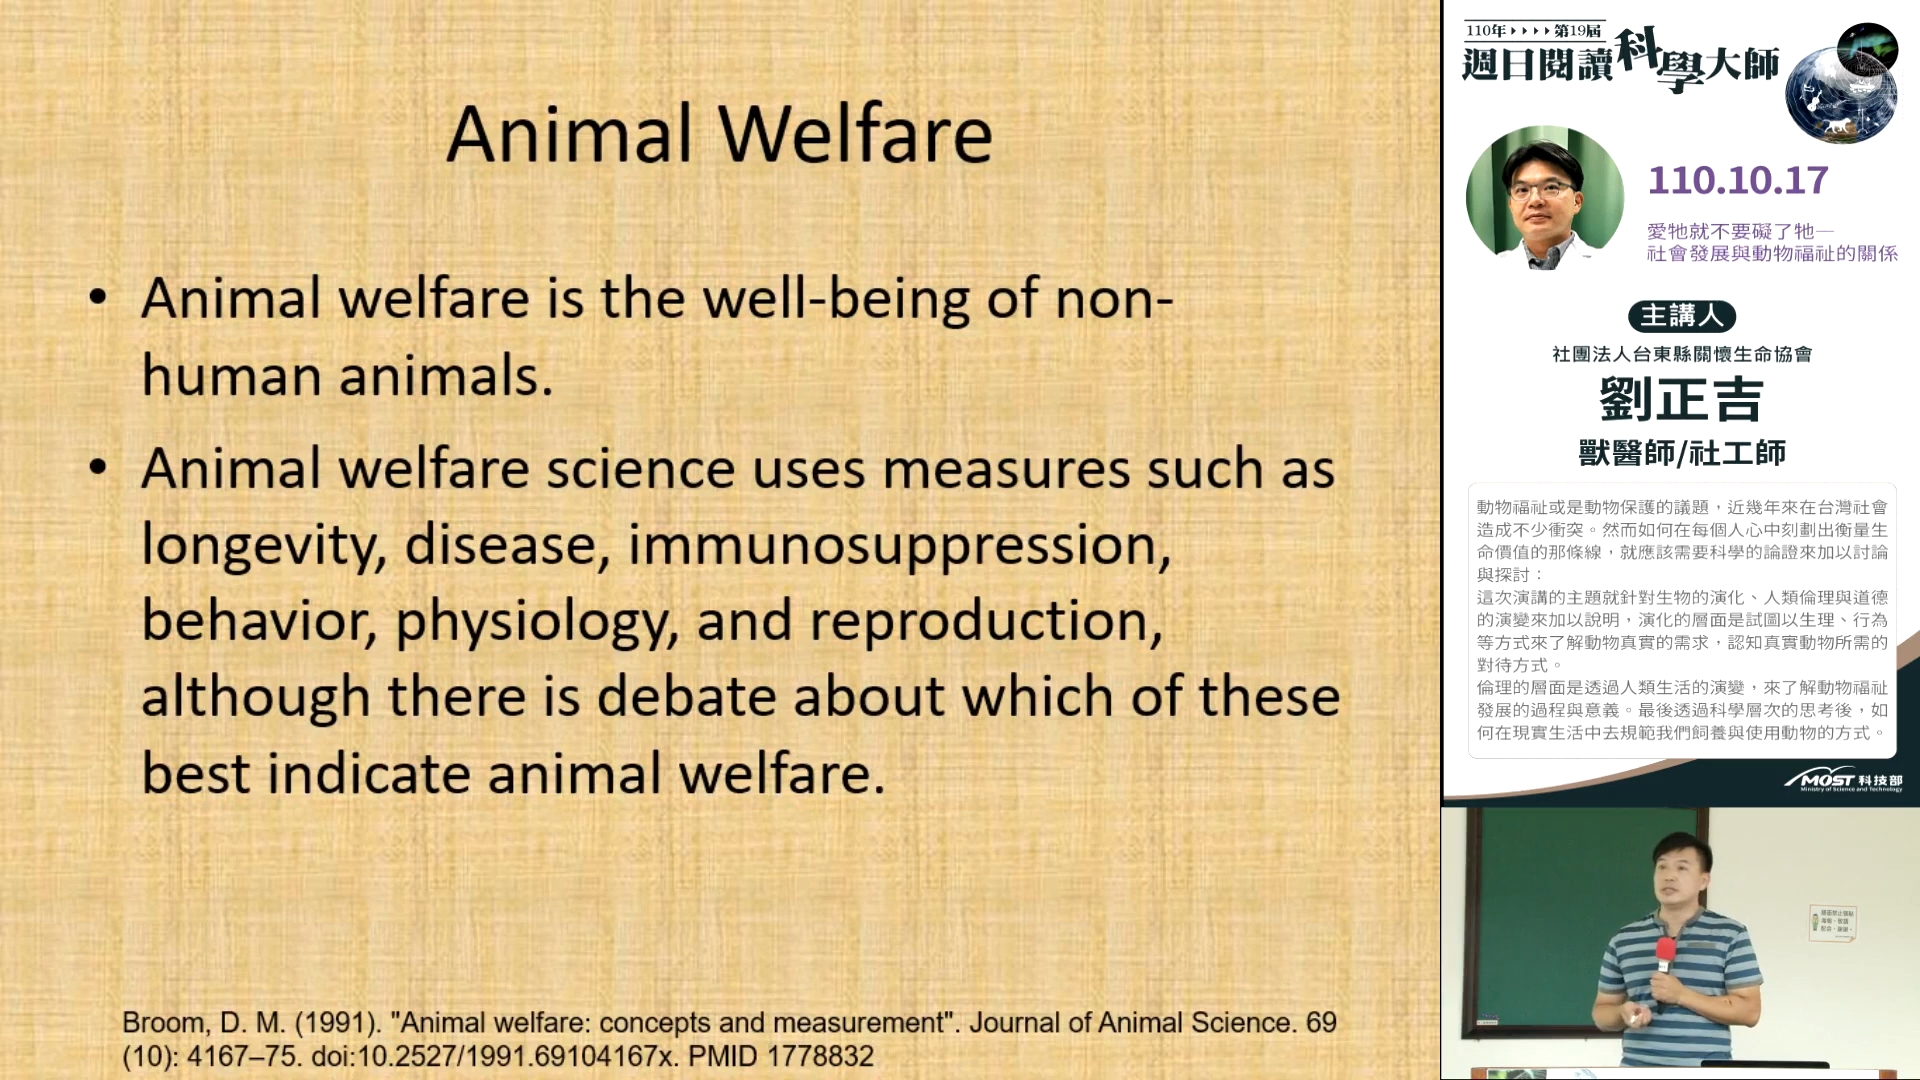 Animal Welfare
• Animal welfare is the well-being of non-
human animals.
• Animal welfare science uses measures such as
longevity, disease, immunosuppression,
behavior, physiology, and reproduction,
although there is debate about which of these
best indicate animal welfare.
Broom, D. M. (1991). "Animal welfare: concepts and measurement". Journal of Animal Science. 69
(10): 4167–75. doi:10.2527/1991.69104167x. PMID 1778832
110年 第19屆
週日閱讀科學大師
110.10.17
愛牠就不要礙了牠—
社會發展與動物福祉的關係
主講人
社團法人台東縣關懷生命協會
劉正吉
獸醫師/社工師
動物福祉或是動物保護的議題，近幾年來在台灣社會
造成不少衝突。然而如何在每個人心中刻劃出衡量生
命價值的那條線，就應該需要科學的論證來加以討論
與探討：
這次演講的主題就針對生物的演化、人類倫理與道德
的演變來加以說明，演化的層面是試圖以生理、行為
等方式來了解動物真實的需求，認知真實動物所需的
對待方式。
倫理的層面是透過人類生活的演變，來了解動物福祉
發展的過程與意義。最後透過科學層次的思考後，如
何在現實生活中去規範我們飼養與使用動物的方式。
MOST 科技部
Ministry of Science and Technology